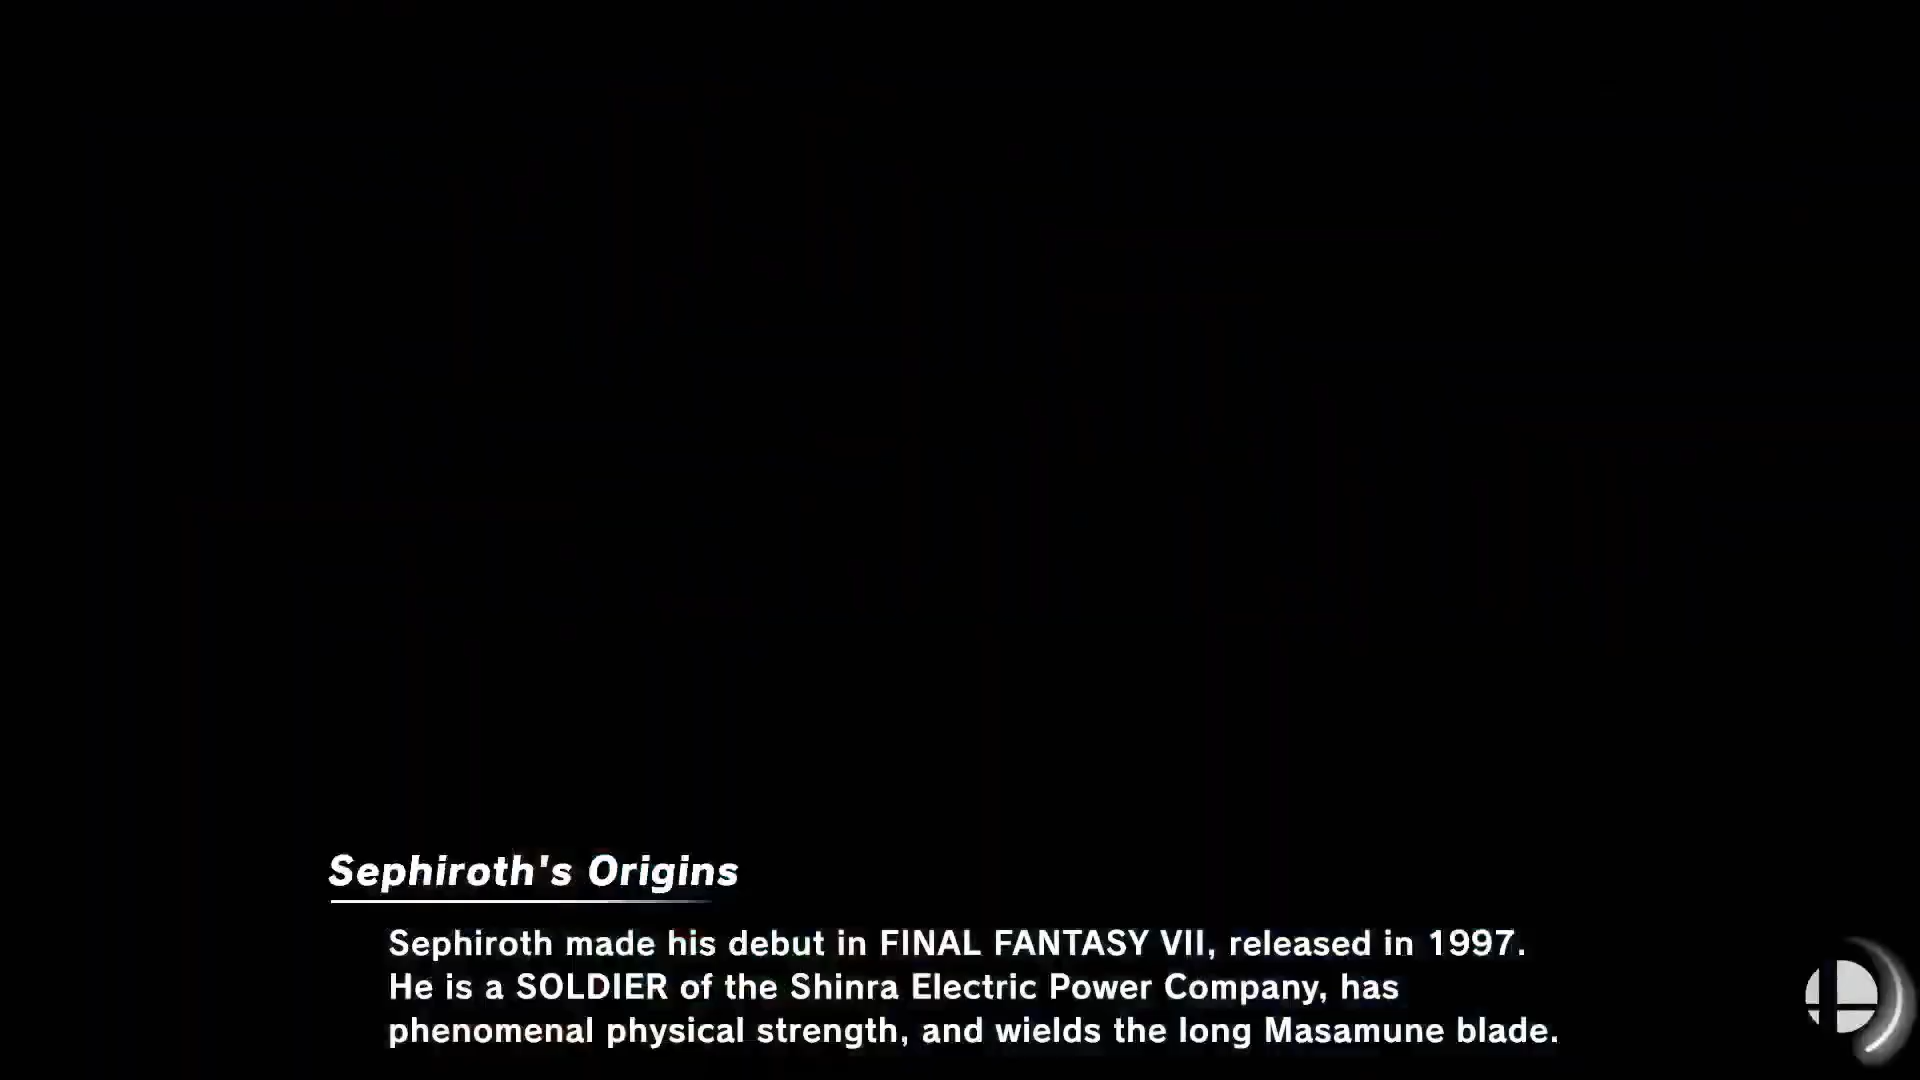 Sephiroth's Origins
Sephiroth made his debut in FINAL FANTASY VII, released in 1997.
He is a SOLDIER of the Shinra Electric Power Company, has
phenomenal physical strength, and wields the long Masamune blade.